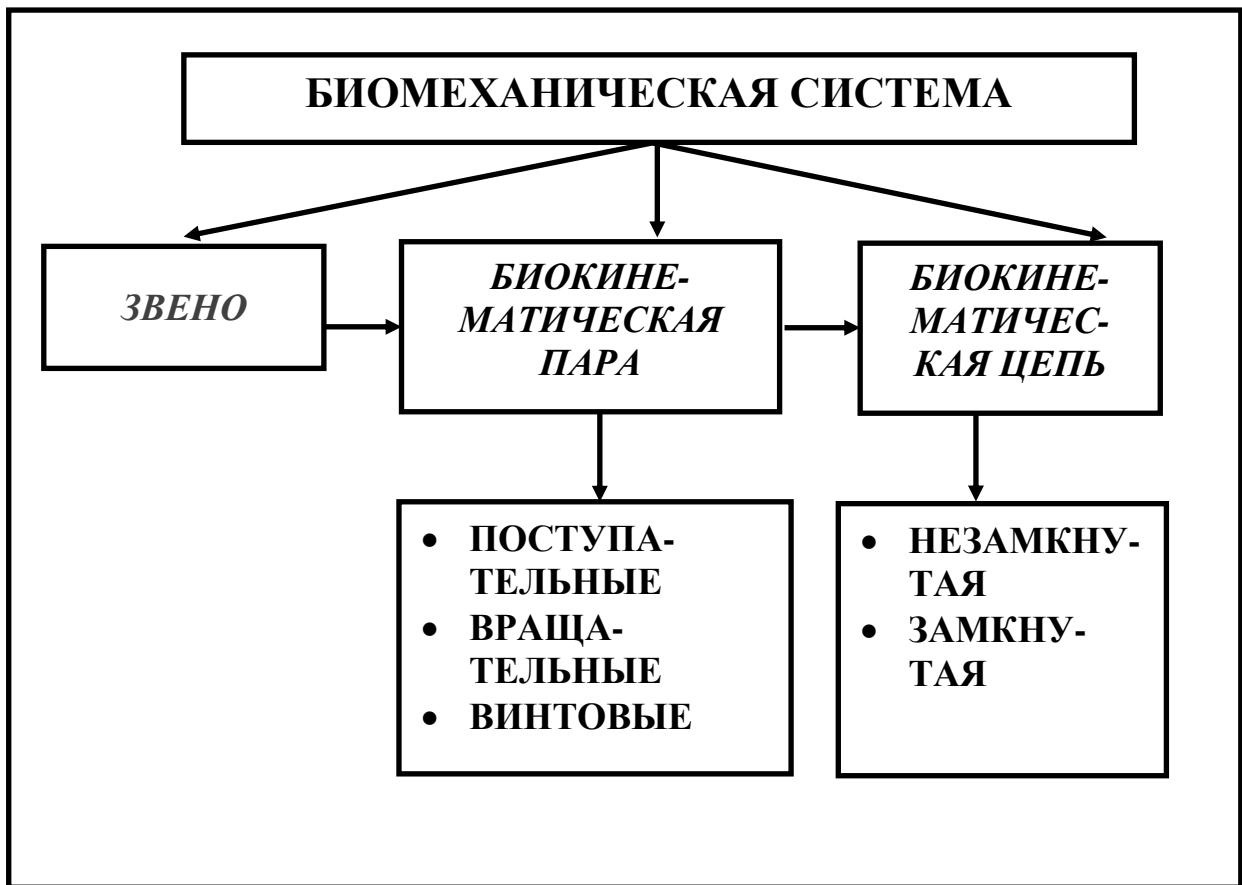 БИОМЕХАНИЧЕСКАЯ СИСТЕМА
ЗВЕНО
БИОКИНЕ-
МАТИЧЕСКАЯ
ПАРА
БИОКИНЕ-
МАТИЧЕС-
КАЯ ЦЕПЬ
• ПОСТУПА-
ТЕЛЬНЫЕ
• ВРАЩА-
ТЕЛЬНЫЕ
• ВИНТОВЫЕ
• НЕЗАМКНУ-
ТАЯ
• ЗАМКНУ-
ТАЯ